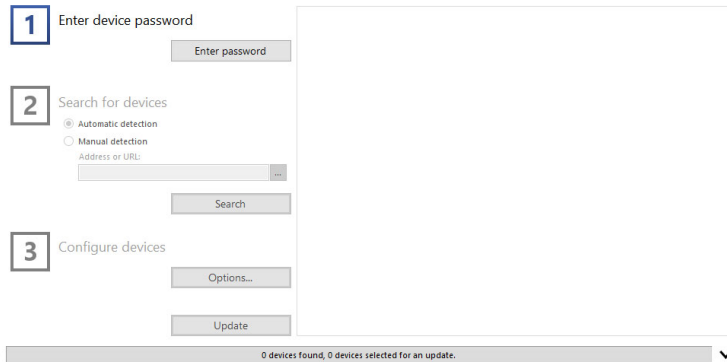 1
Enter device password
Enter password
2
Search for devices
Automatic detection
Manual detection
Address or URL:
...
Search
3
Configure devices
Options...
Update
0 devices found, 0 devices selected for an update.